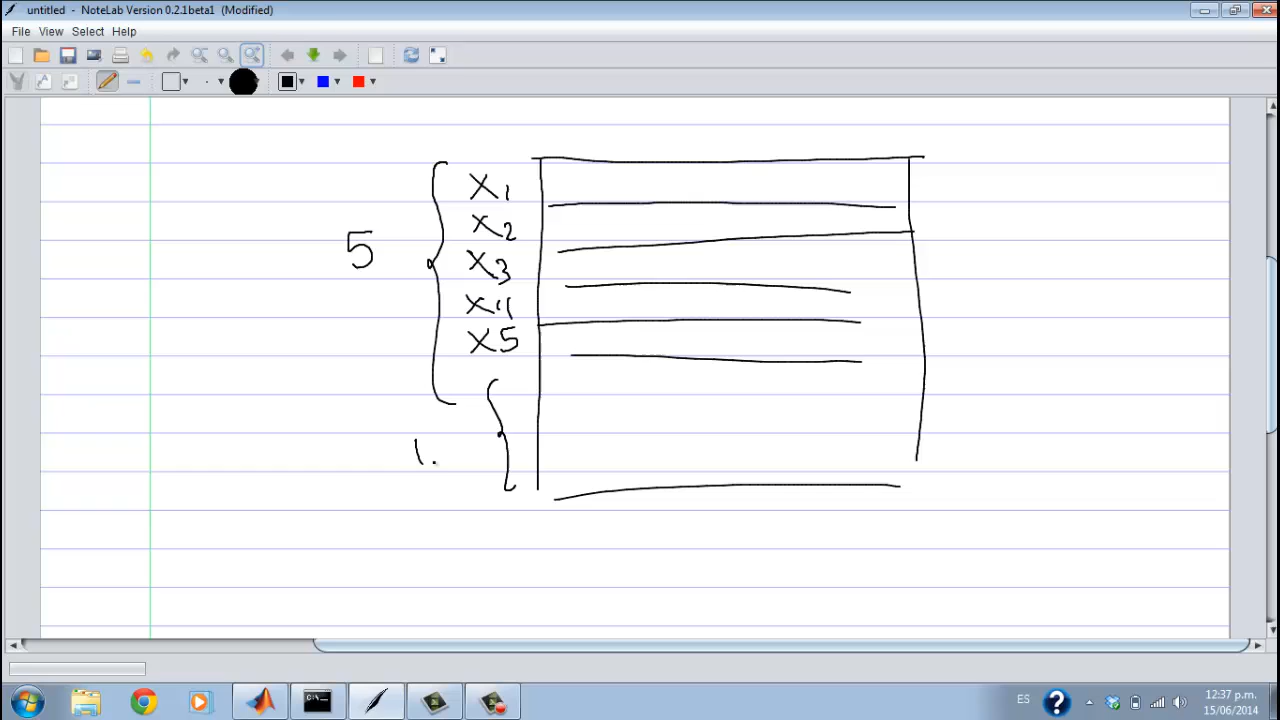 untitled - NoteLab Version 0.2.1beta1 (Modified)
File View Select Help
X1
X2
5
X3
X4
X5
1.
ES
12:37 p.m.
15/06/2014